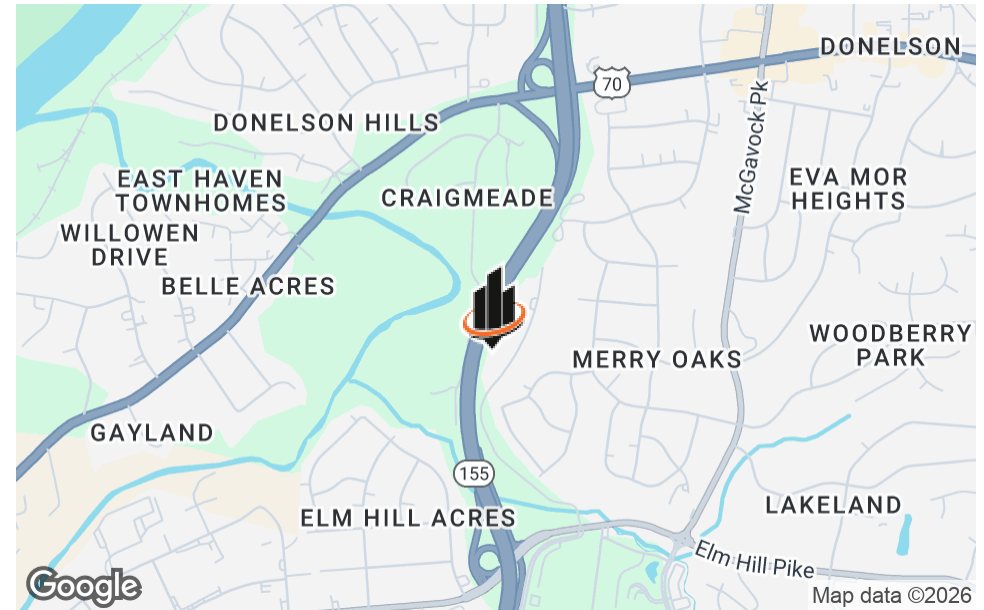 DONELSON
70
McGavock Pk
DONELSON HILLS
EAST HAVEN
TOWNHOMES
CRAIGMEADE
EVA MOR
HEIGHTS
WILLOWEN
DRIVE
BELLE ACRES
WOODBERRY
PARK
MERRY OAKS
GAYLAND
155
LAKELAND
ELM HILL ACRES
Elm Hill Pike
Google
Map data ©2026